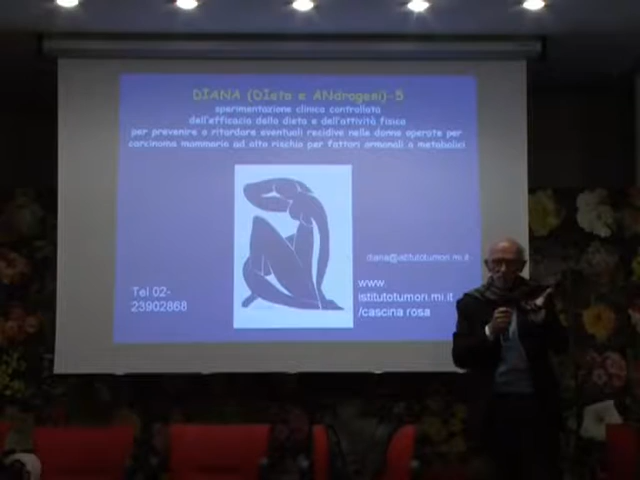 DIANA (DIeta e ANdrogeni)-5
sperimentazione clinica controllata
dell'efficacia della dieta e dell'attività fisica
per prevenire o ritardare eventuali recidive nelle donne operate per
carcinoma mammario ad alto rischio per fattori ormonali o metabolici
diana@istitutotumori.mi.it
Tel 02-
23902868
www.
istitutotumori.mi.it
/cascina rosa